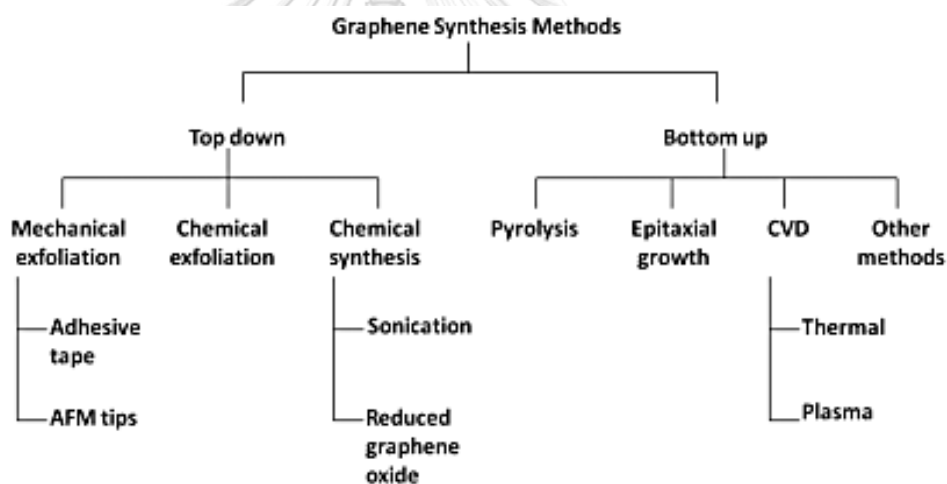 Graphene Synthesis Methods
Top down
Bottom up
Mechanical
exfoliation
Chemical
exfoliation
Chemical
synthesis
Pyrolysis
Epitaxial
growth
CVD
Other
methods
Adhesive
tape
AFM tips
Sonication
Reduced
graphene
oxide
Thermal
Plasma